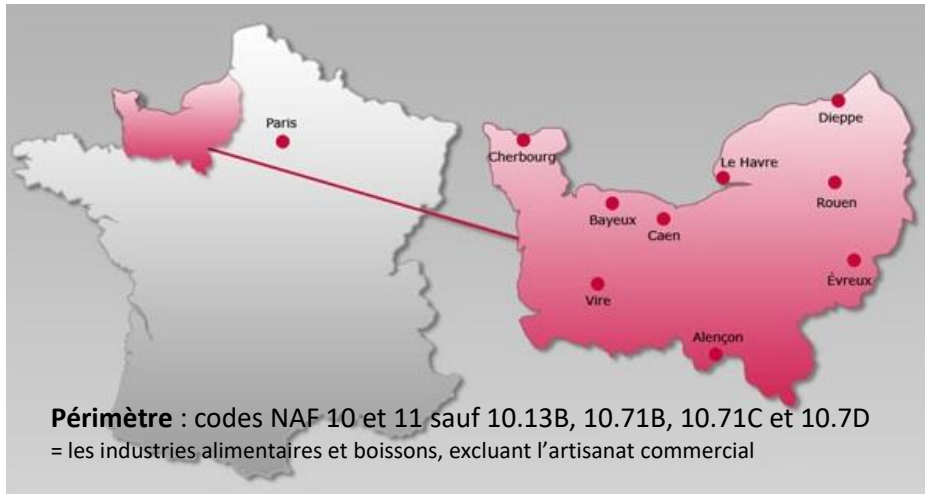 Paris
Dieppe
Cherbourg
Le Havre
Rouen
Bayeux
Caen
Évreux
Vire
Alençon
Périmètre : codes NAF 10 et 11 sauf 10.13B, 10.71B, 10.71C et 10.7D
= les industries alimentaires et boissons, excluant l’artisanat commercial